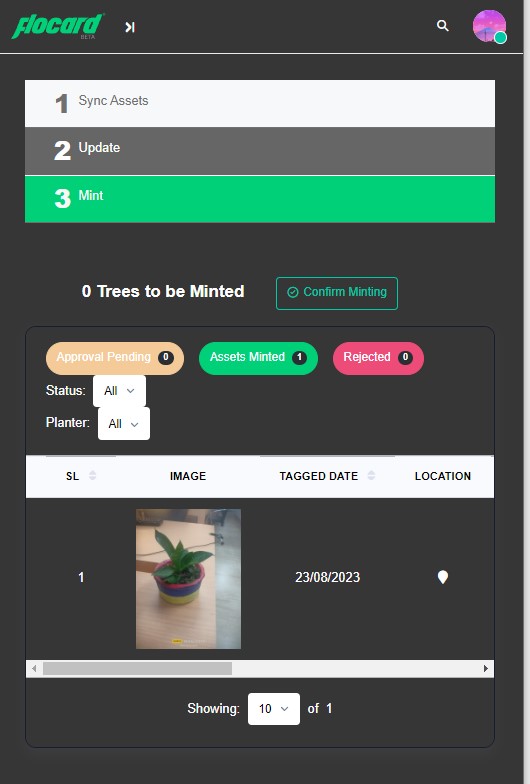 flocard
BETA
1 Sync Assets
2 Update
3 Mint
0 Trees to be Minted
Confirm Minting
Approval Pending 0
Assets Minted 1
Rejected 0
Status: All
Planter: All
SL IMAGE TAGGED DATE LOCATION
1 23/08/2023
Showing: 10 of 1